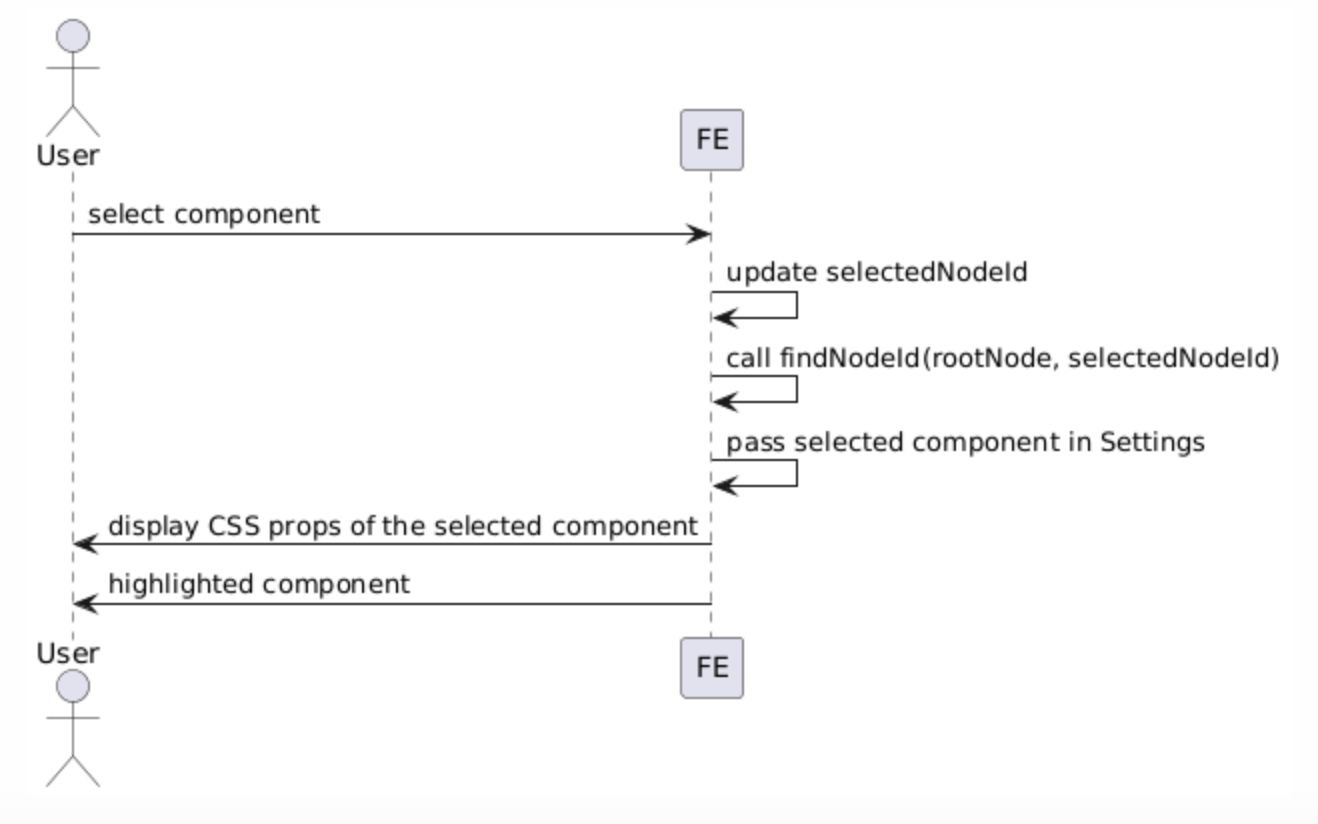 User
FE
select component
update selectedNodeId
call findNodeId(rootNode, selectedNodeId)
pass selected component in Settings
display CSS props of the selected component
highlighted component
User
FE